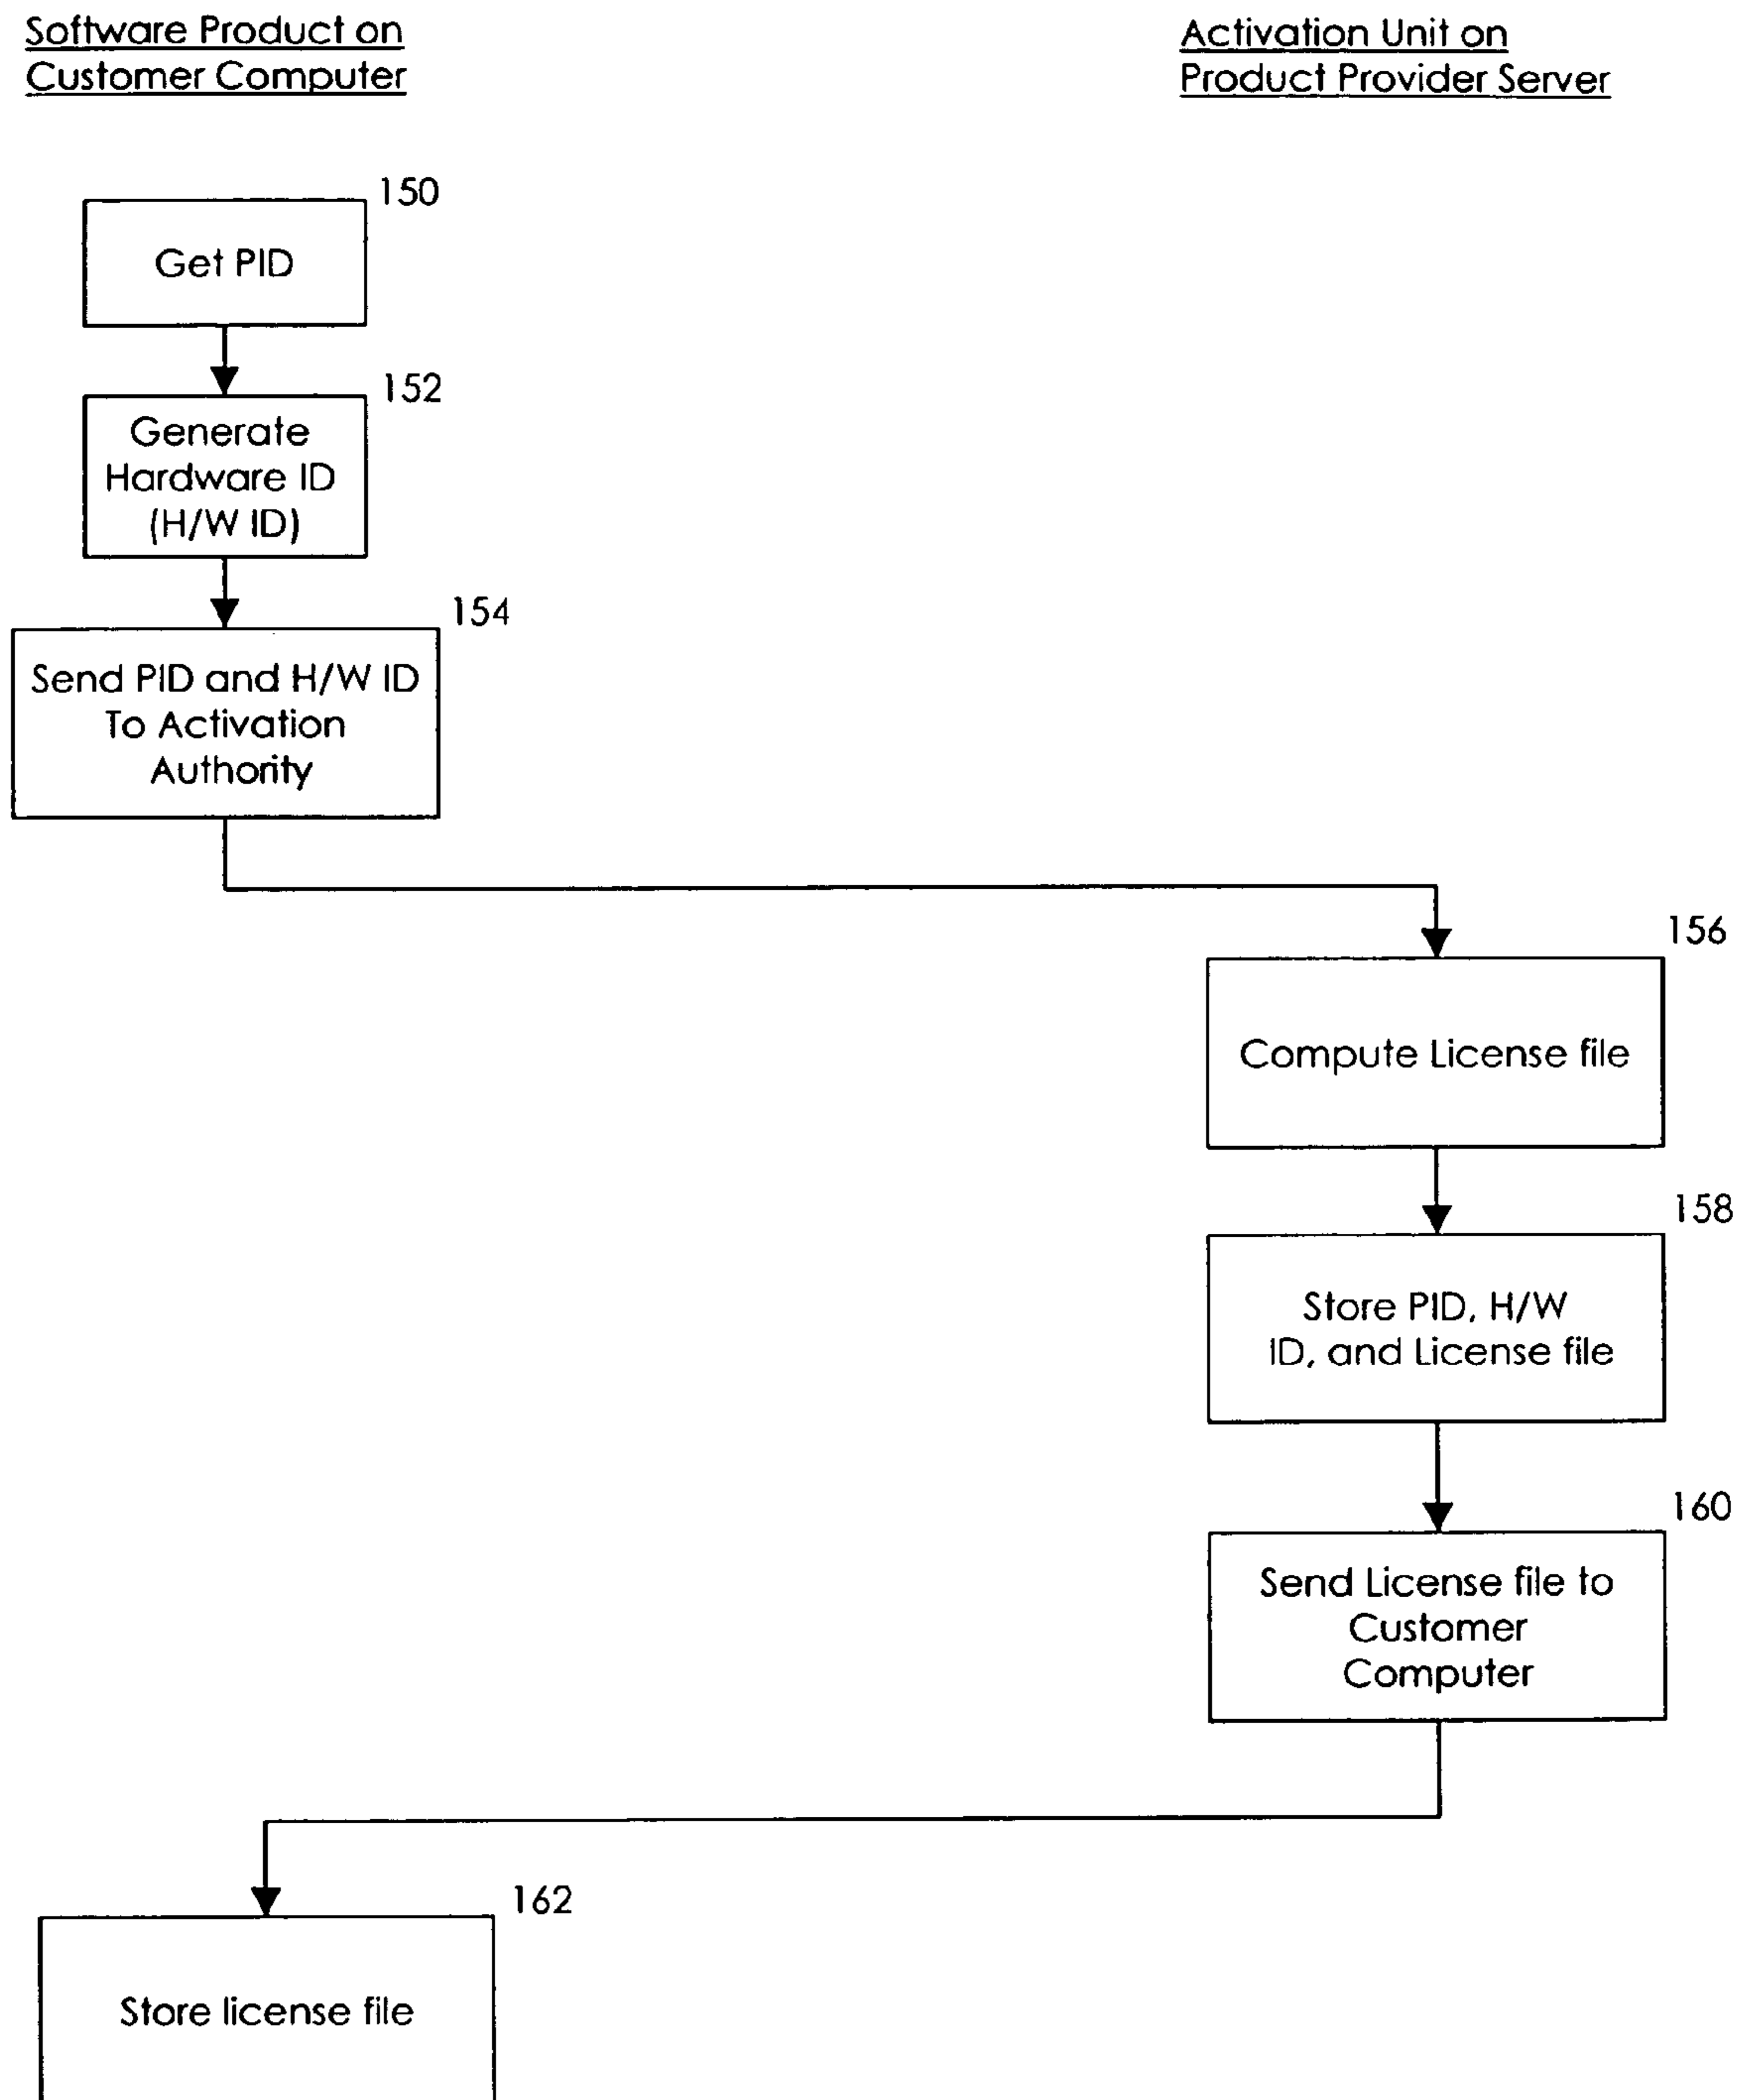 Software Product on
Customer Computer
Activation Unit on
Product Provider Server
150
Get PID
152
Generate
Hardware ID
(H/W ID)
154
Send PID and H/W ID
To Activation
Authority
156
Compute License file
158
Store PID, H/W
ID, and License file
160
Send License file to
Customer
Computer
162
Store license file